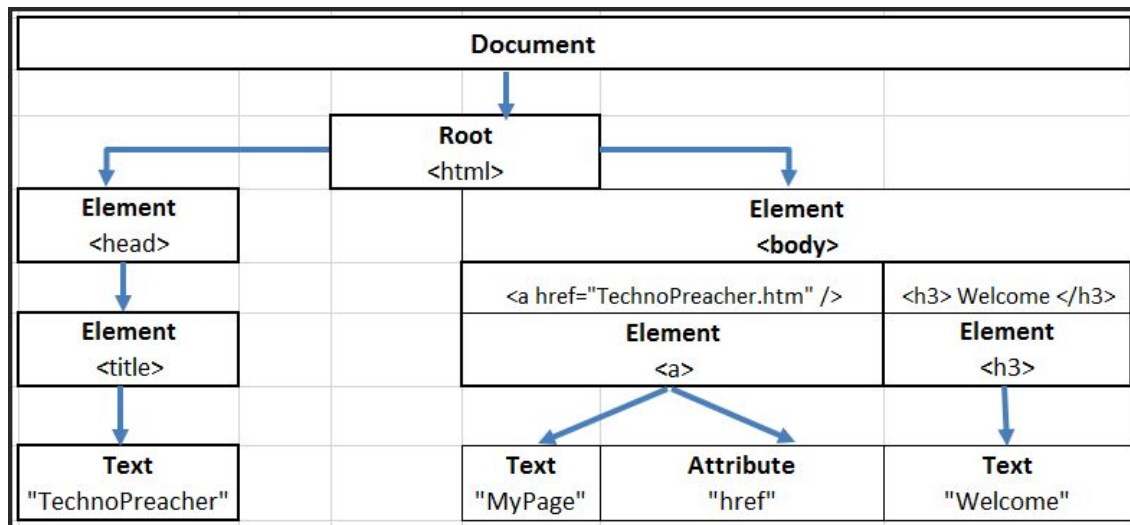 Document
Root
<html>
Element
<head>
Element
<body>
<a href="TechnoPreacher.htm" />
<h3> Welcome </h3>
Element
<title>
Element
<a>
Element
<h3>
Text
"TechnoPreacher"
Text
"MyPage"
Attribute
"href"
Text
"Welcome"